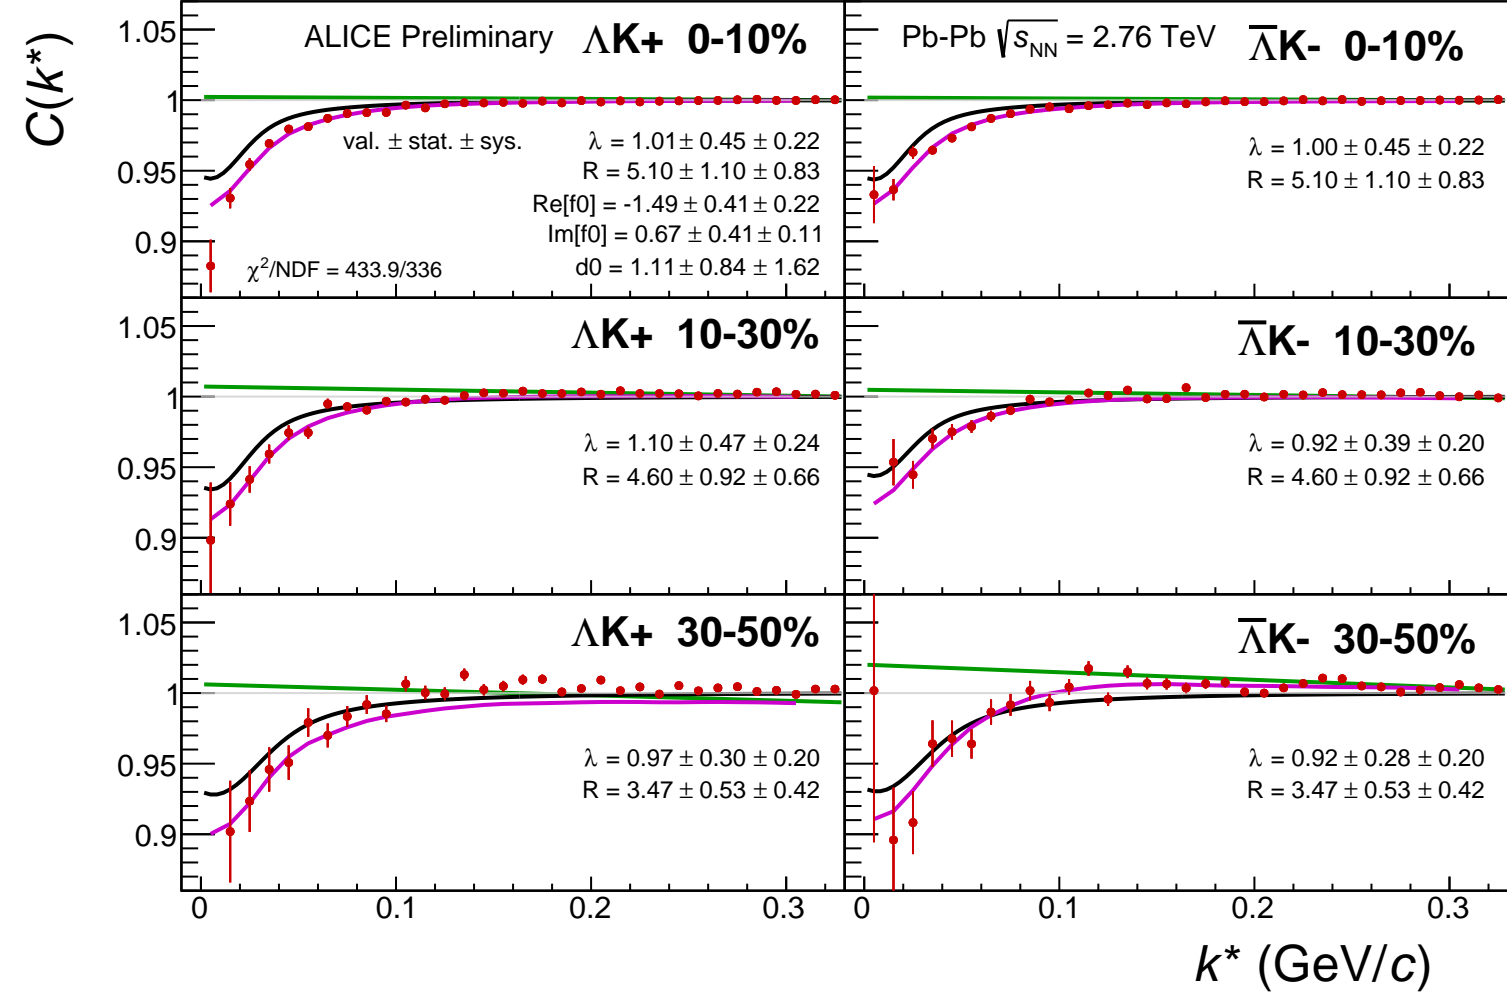 C(k*)
ALICE Preliminary ΛK+ 0-10%
val. ± stat. ± sys.
λ = 1.01 ± 0.45 ± 0.22
R = 5.10 ± 1.10 ± 0.83
Re[f0] = -1.49 ± 0.41 ± 0.22
Im[f0] = 0.67 ± 0.41 ± 0.11
d0 = 1.11 ± 0.84 ± 1.62
χ²/NDF = 433.9/336
1.05
1
0.95
0.9
Pb-Pb √s_NN = 2.76 TeV Λ̅K- 0-10%
λ = 1.00 ± 0.45 ± 0.22
R = 5.10 ± 1.10 ± 0.83
ΛK+ 10-30%
λ = 1.10 ± 0.47 ± 0.24
R = 4.60 ± 0.92 ± 0.66
1.05
1
0.95
0.9
Λ̅K- 10-30%
λ = 0.92 ± 0.39 ± 0.20
R = 4.60 ± 0.92 ± 0.66
ΛK+ 30-50%
λ = 0.97 ± 0.30 ± 0.20
R = 3.47 ± 0.53 ± 0.42
1.05
1
0.95
0.9
Λ̅K- 30-50%
λ = 0.92 ± 0.28 ± 0.20
R = 3.47 ± 0.53 ± 0.42
0 0.1 0.2 0.3 0 0.1 0.2 0.3
k* (GeV/c)